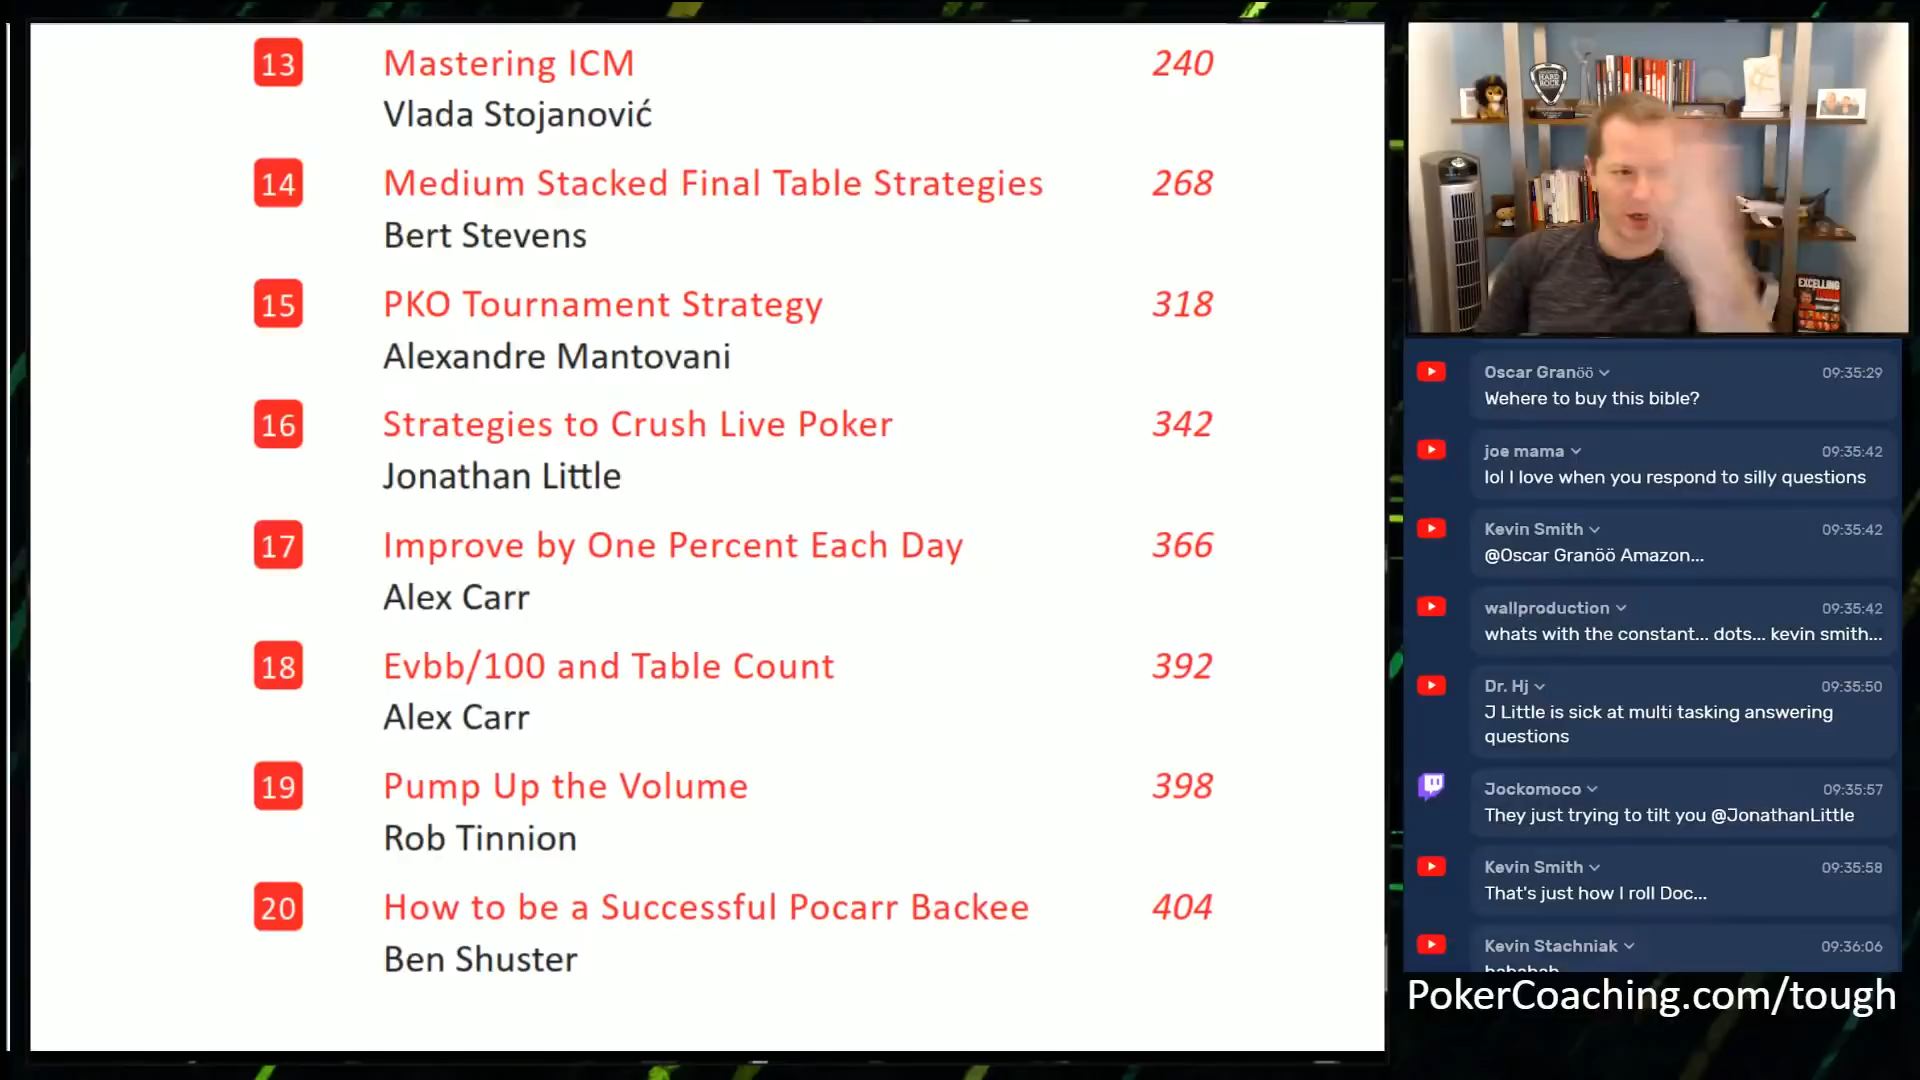 13 Mastering ICM 240
Vlada Stojanović
14 Medium Stacked Final Table Strategies 268
Bert Stevens
15 PKO Tournament Strategy 318
Alexandre Mantovani
16 Strategies to Crush Live Poker 342
Jonathan Little
17 Improve by One Percent Each Day 366
Alex Carr
18 Evbb/100 and Table Count 392
Alex Carr
19 Pump Up the Volume 398
Rob Tinnion
20 How to be a Successful Pocarr Backee 404
Ben Shuster
HARD ROCK
EXCELLING
Oscar Granöö 09:35:29
Wehere to buy this bible?
joe mama 09:35:42
lol I love when you respond to silly questions
Kevin Smith 09:35:42
@Oscar Granöö Amazon...
wallproduction 09:35:42
whats with the constant... dots... kevin smith...
Dr. Hj 09:35:50
J Little is sick at multi tasking answering
questions
Jockomoco 09:35:57
They just trying to tilt you @JonathanLittle
Kevin Smith 09:35:58
That's just how I roll Doc...
Kevin Stachniak 09:36:06
PokerCoaching.com/tough